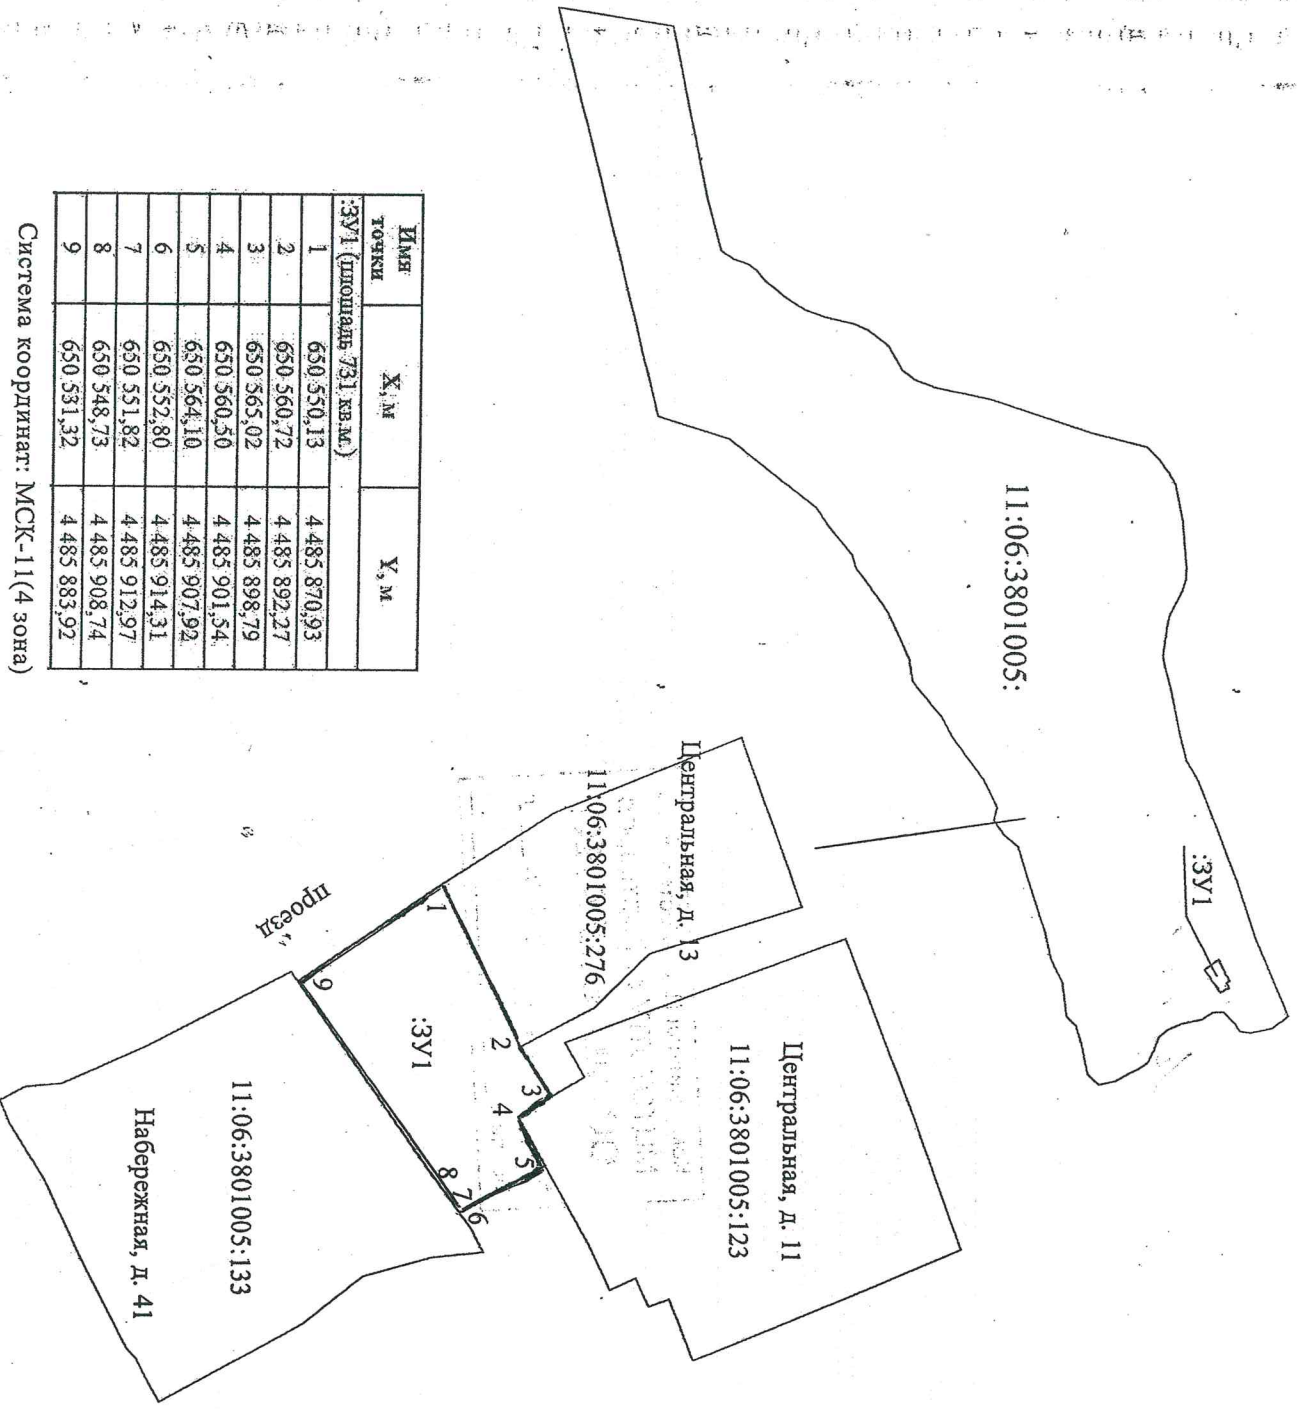 11:06:3801005:
:ЗУ1
Имя точки X, м Y, м
:ЗУ1 (площадь 731 кв.м.)
1 650 550,13 4 485 870,93
2 650 560,72 4 485 892,27
3 650 565,02 4 485 898,79
4 650 560,50 4 485 901,54
5 650 564,10 4 485 907,92
6 650 552,80 4 485 914,31
7 650 551,82 4 485 912,97
8 650 548,73 4 485 908,74
9 650 531,32 4 485 883,92
Система координат: МСК-11(4 зона)
Центральная, д. 13
11:06:3801005:276
Центральная, д. 11
11:06:3801005:123
1
2
3
4
5
6
7
8
9
:ЗУ1
проезд
11:06:3801005:133
Набережная, д. 41